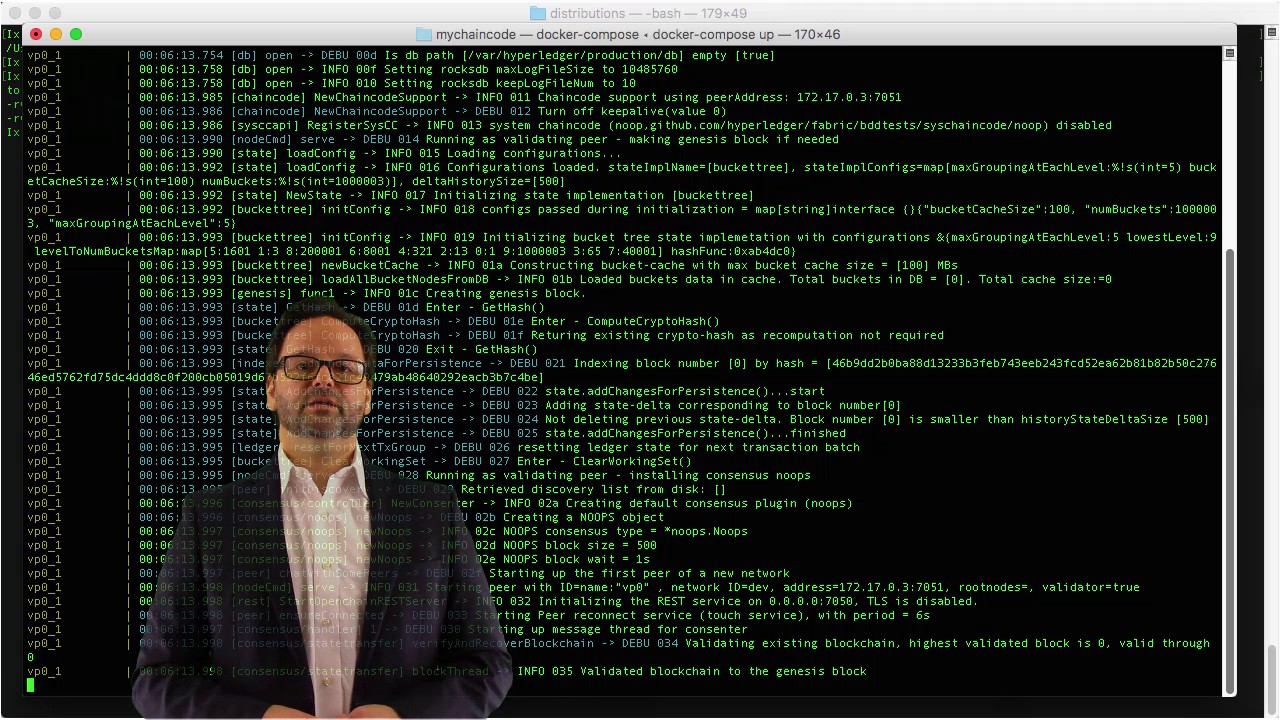 distributions — -bash — 179×49
mychaincode — docker-compose • docker-compose up — 170×46
vp0_1 | 00:06:13.754 [db] open -> DEBU 00d Is db path [/var/hyperledger/production/db] empty [true]
vp0_1 | 00:06:13.758 [db] open -> INFO 00e Setting rocksdb maxLogFileSize to 10485760
vp0_1 | 00:06:13.758 [db] open -> INFO 00f Setting rocksdb keepLogFileNum to 10
vp0_1 | 00:06:13.986 [chaincode] NewChaincodeSupport -> INFO 011 Chaincode support using peerAddress: 172.17.0.3:7051
vp0_1 | 00:06:13.986 [chaincode] NewChaincodeSupport -> DEBU 012 Turn off keepalive(value
vp0_1 | 00:06:13.986 [sysccapi] RegisterSysCC -> INFO 013 system chaincode (noop,github.com/hyperledger/fabric/bddtests/syschaincode/noop) disabled
vp0_1 | 00:06:13.986 [nodeCmd] serve -> DEBU 014 Running as validating peer - making genesis block if needed
vp0_1 | 00:06:13.990 [state] loadConfig -> INFO 015 Loading configurations...
vp0_1 | 00:06:13.990 [state] loadConfig -> INFO 016 Configurations loaded. stateImplName=[buckettree], stateImplConfigs=map[maxGroupingAtEachLevel:%!s(int=5) buck
etCacheSize:%!s(int=100) numBuckets:%!s(int=1000003)], deltaHistorySize=[500]
vp0_1 | 00:06:13.992 [state] NewState -> INFO 017 Initializing state implementation [buckettree]
vp0_1 | 00:06:13.992 [buckettree] initConfig -> INFO 018 configs passed during initialization = map[string]interface {}{"bucketCacheSize":100, "numBuckets":100000
3, "maxGroupingAtEachLevel":5}
vp0_1 | 00:06:13.993 [buckettree] initConfig -> INFO 019 Initializing bucket tree state implemetation with configurations &{maxGroupingAtEachLevel:5 lowestLevel:9
levelToNumBucketsMap:map[5:1601 1:3 8:200001 6:8001 4:321 2:13 0:1 9:1000003 3:65 7:40001] hashFunc:0xab4dc0}
vp0_1 | 00:06:13.993 [buckettree] newBucketCache -> INFO 01a Constructing bucket-cache with max bucket cache size = [100] MBs
vp0_1 | 00:06:13.993 [buckettree] loadAllBucketNodesFromDB -> INFO 01b Loaded buckets data in cache. Total buckets in DB = [0]. Total cache size:=0
vp0_1 | 00:06:13.993 [genesis] func1 -> INFO 01c Creating genesis block.
vp0_1 | 00:06:13.993 [state] GetHash -> DEBU 01d Enter - GetHash()
vp0_1 | 00:06:13.993 [buckettree] ComputeCryptoHash -> DEBU 01e Enter - ComputeCryptoHash()
vp0_1 | 00:06:13.993 [buckettree] ComputeCryptoHash -> DEBU 01f Returing existing crypto-hash as recomputation not required
vp0_1 | 00:06:13.993 [state] GetHash -> DEBU 020 Exit - GetHash()
vp0_1 | 00:06:13.994 DEBU 021 Indexing block number [0] by hash = [46b9dd2b0ba88d13233b3feb743eeb243fcd52ea62b81b82b50c276
vp0_1 | 00:06:13.995 [state] AddChangesForPersistence -> DEBU 022 state.addChangesForPersistence()...start
vp0_1 | 00:06:13.995 [state] AddChangesForPersistence -> DEBU 023 Adding state-delta corresponding to block number[0]
vp0_1 | 00:06:13.995 [state] AddChangesForPersistence -> DEBU 024 Not deleting previous state-delta. Block number [0] is smaller than historyStateDeltaSize [500]
vp0_1 | 00:06:13.995 [state] AddChangesForPersistence -> DEBU 025 state.addChangesForPersistence()...finished
vp0_1 | 00:06:13.995 [ledger] resetForNextTxGroup -> DEBU 026 resetting ledger state for next transaction batch
vp0_1 | 00:06:13.995 [buckettree] ClearWorkingSet -> DEBU 027 Enter - ClearWorkingSet()
vp0_1 | 00:06:13.995 [nodeCmd] serve -> DEBU 028 Running as validating peer - installing consensus noops
vp0_1 | 00:06:13.995 [peer] initDiscovery -> DEBU 029 Retrieved discovery list from disk: []
vp0_1 | 00:06:13.996 [consensus/controller] NewConsenter -> INFO 02a Creating default consensus plugin (noops)
vp0_1 | 00:06:13.996 [consensus/noops] newNoops -> DEBU 02b Creating a NOOPS object
vp0_1 | 00:06:13.997 [consensus/noops] newNoops -> INFO 02c NOOPS consensus type = *noops.Noops
vp0_1 | 00:06:13.997 [consensus/noops] newNoops -> INFO 02d NOOPS block size = 500
vp0_1 | 00:06:13.997 [consensus/noops] newNoops -> INFO 02e NOOPS block wait = 1s
vp0_1 | 00:06:13.997 [peer] chatWithSomePeers -> DEBU 02f Starting up the first peer of a new network
vp0_1 | 00:06:13.998 [nodeCmd] serve -> INFO 031 Starting peer with ID=name:"vp0" , network ID=dev, address=172.17.0.3:7051, rootnodes=, validator=true
vp0_1 | 00:06:13.998 [rest] StartOpenchainRESTServer -> INFO 032 Initializing the REST service on 0.0.0.0:7050, TLS is disabled.
vp0_1 | 00:06:13.998 [peer] ensureConnected -> DEBU 033 Starting Peer reconnect service (touch service), with period = 6s
vp0_1 | 00:06:13.997 [consensus/handler] 1 -> DEBU 030 Starting up message thread for consenter
vp0_1 | 00:06:13.998 [consensus/statetransfer] verifyAndRecoverBlockchain -> DEBU 034 Validating existing blockchain, highest validated block is 0, valid through
0
vp0_1 | 00:06:13.998 [consensus/statetransfer] blockThread -> INFO 035 Validated blockchain to the genesis block